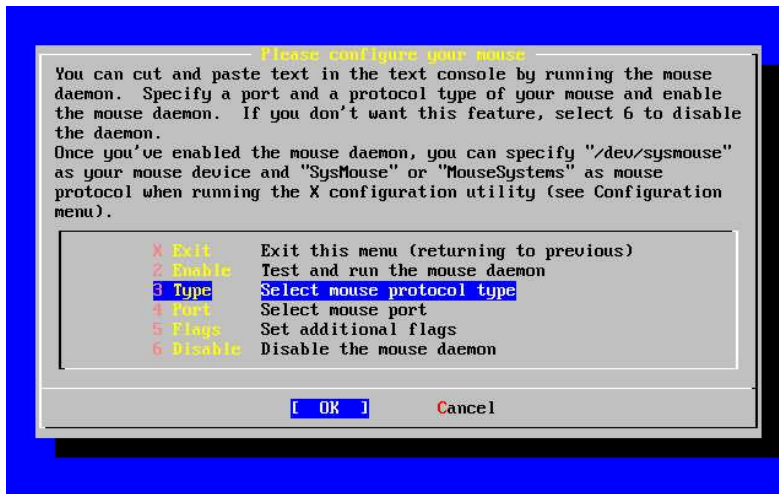 Please configure your mouse
You can cut and paste text in the text console by running the mouse
daemon.  Specify a port and a protocol type of your mouse and enable
the mouse daemon.  If you don't want this feature, select 6 to disable
the daemon.
Once you've enabled the mouse daemon, you can specify "/dev/sysmouse"
as your mouse device and "SysMouse" or "MouseSystems" as mouse
protocol when running the X configuration utility (see Configuration
menu).
X Exit Exit this menu (returning to previous)
2 Enable Test and run the mouse daemon
3 Type Select mouse protocol type
4 Port Select mouse port
5 Flags Set additional flags
6 Disable Disable the mouse daemon
[ OK ] Cancel